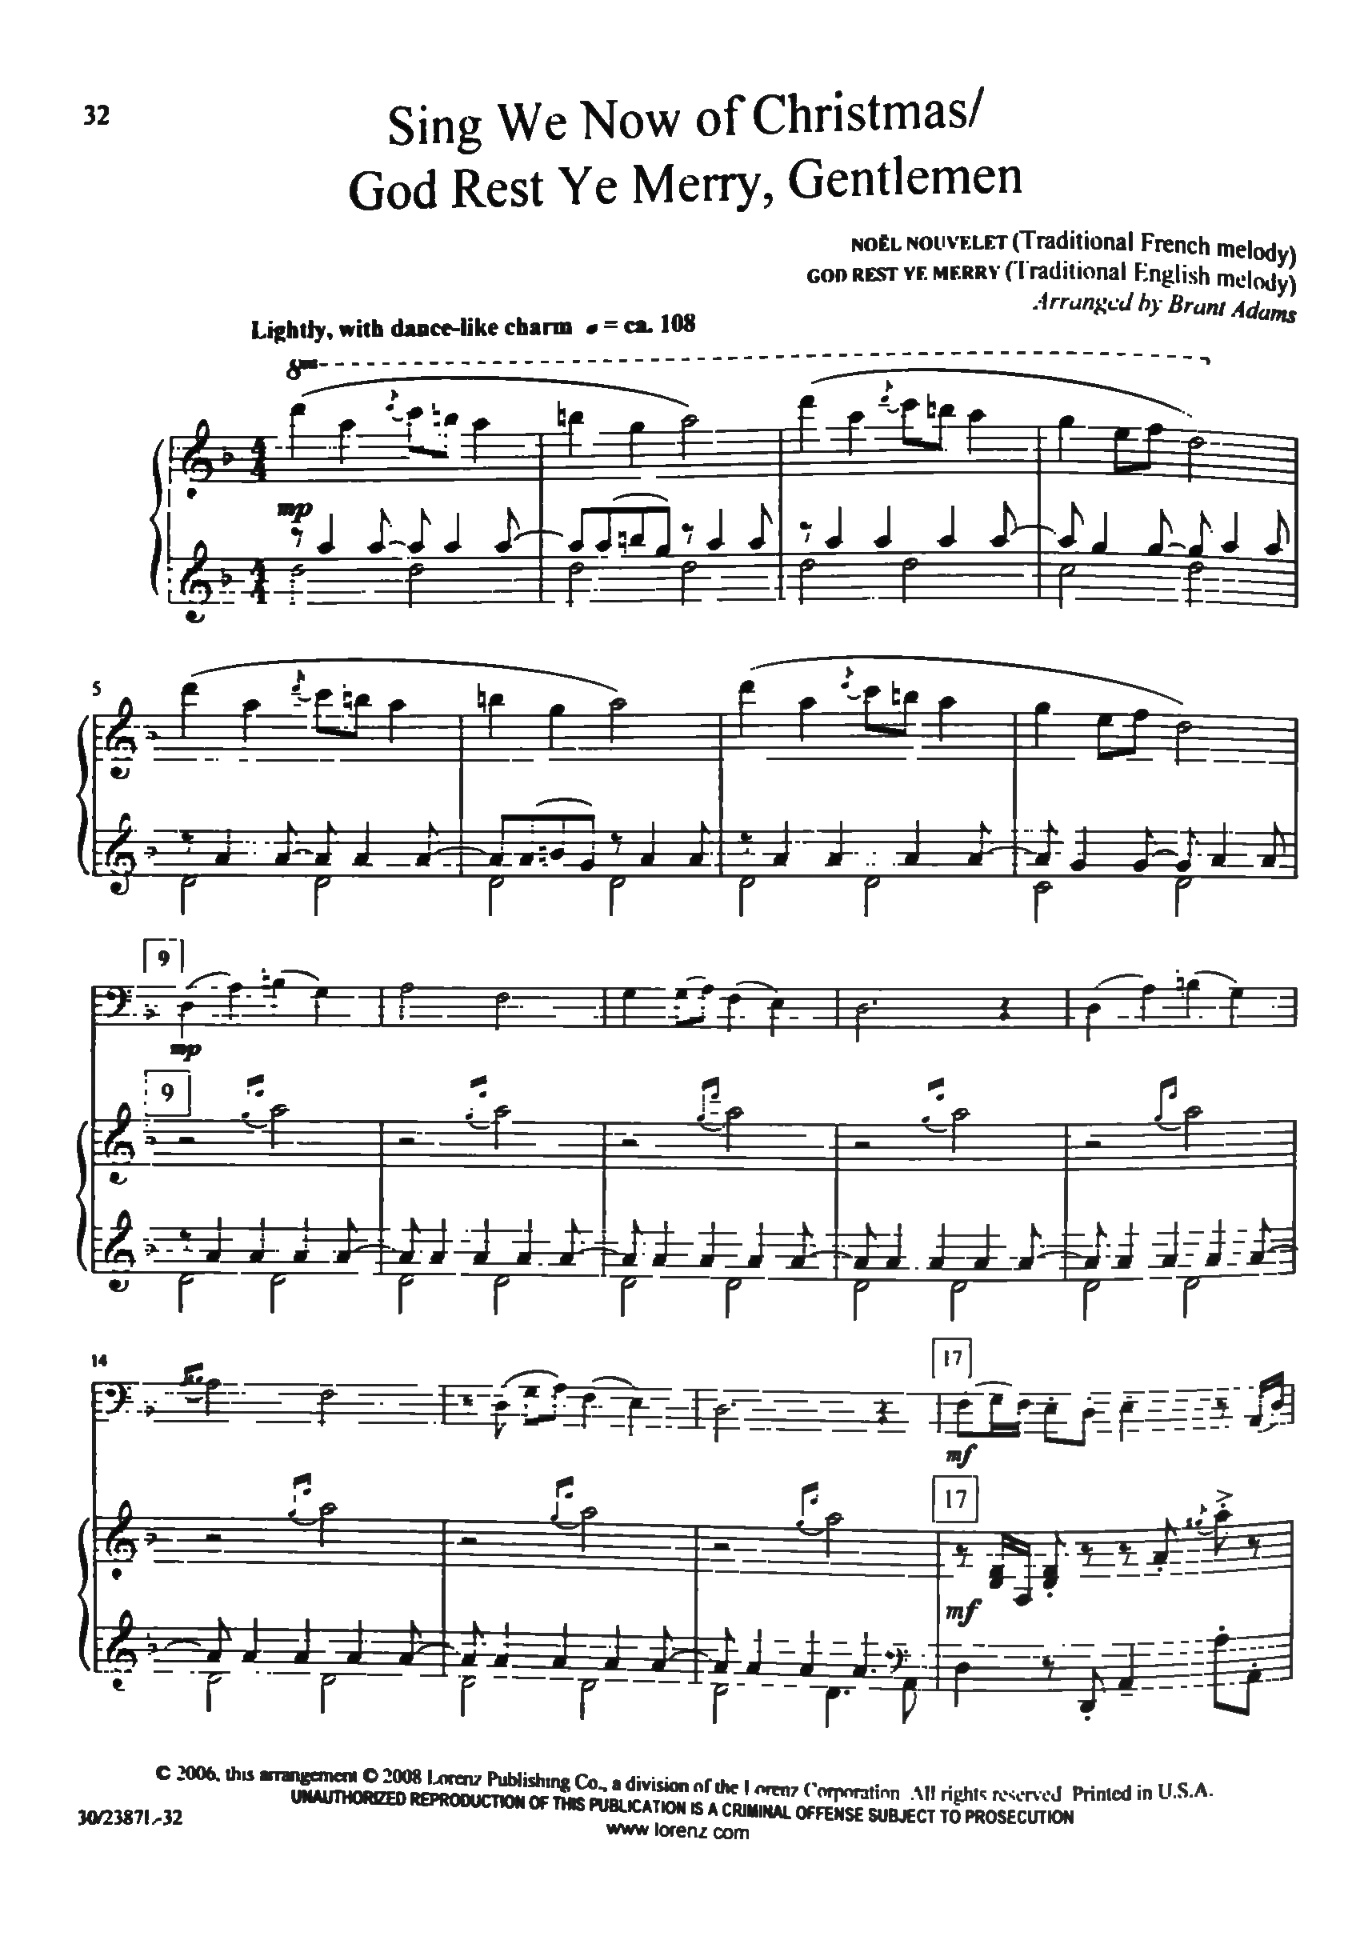 32
Sing We Now of Christmas/
God Rest Ye Merry, Gentlemen
NOËL NOUVELET (Traditional French melody)
GOD REST YE MERRY (Traditional English melody)
Arranged by Brant Adams
Lightly, with dance-like charm ♩ = ca. 108
8va
mp
5
9
mp
9
14
17
mf
17
mf
© 2006, this arrangement © 2008 Lorenz Publishing Co., a division of the Lorenz Corporation. All rights reserved. Printed in U.S.A.
UNAUTHORIZED REPRODUCTION OF THIS PUBLICATION IS A CRIMINAL OFFENSE SUBJECT TO PROSECUTION
30/2387L-32
www.lorenz.com